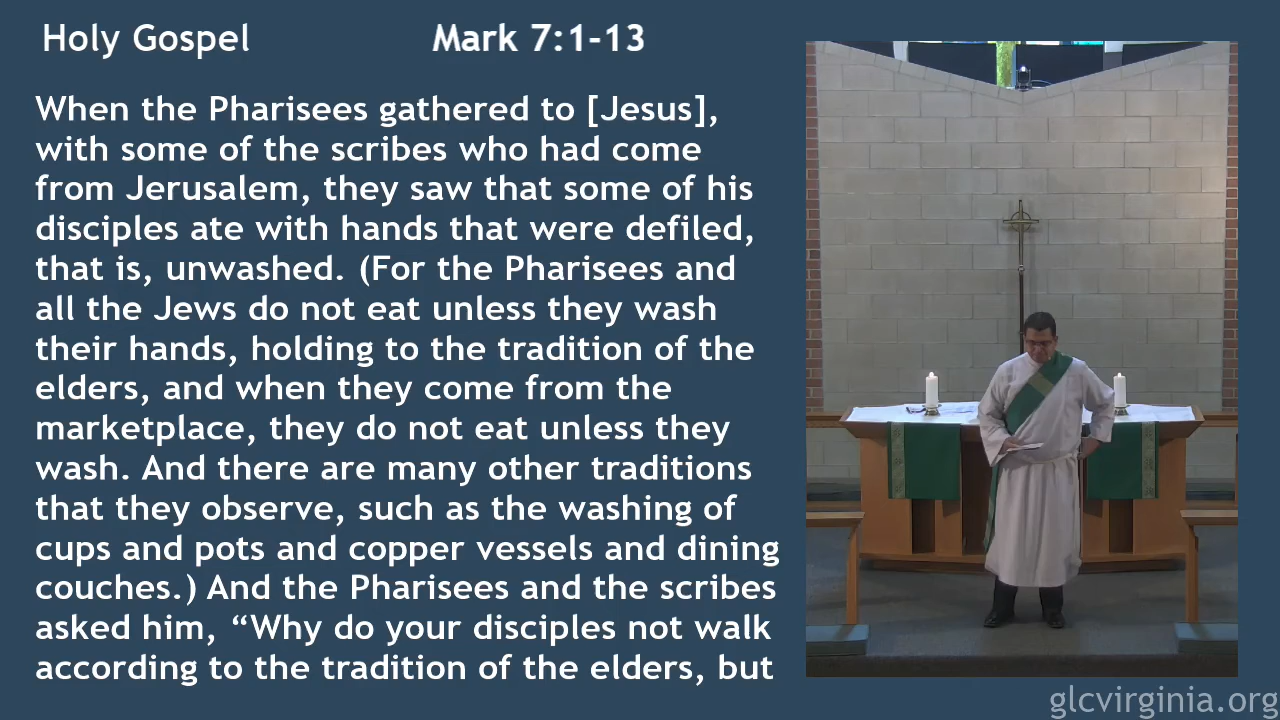 Holy Gospel Mark 7:1-13
When the Pharisees gathered to [Jesus],
with some of the scribes who had come
from Jerusalem, they saw that some of his
disciples ate with hands that were defiled,
that is, unwashed. (For the Pharisees and
all the Jews do not eat unless they wash
their hands, holding to the tradition of the
elders, and when they come from the
marketplace, they do not eat unless they
wash. And there are many other traditions
that they observe, such as the washing of
cups and pots and copper vessels and dining
couches.) And the Pharisees and the scribes
asked him, “Why do your disciples not walk
according to the tradition of the elders, but
glcvirginia.org